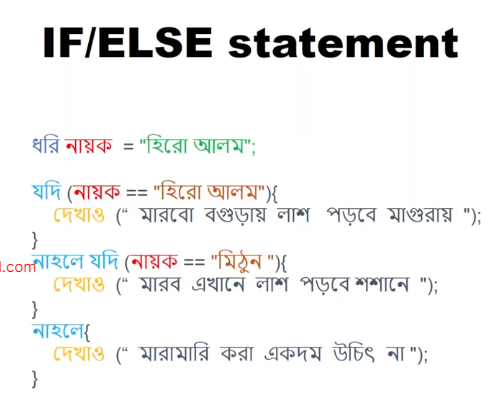 IF/ELSE statement
ধরি নায়ক = "হিরো আলম";
যদি (নায়ক == "হিরো আলম"){
দেখাও (“ মারবো বগুড়ায় লাশ পড়বে মাগুরায় ");
}
নাহলে যদি (নায়ক == "মিঠুন "){
দেখাও (“ মারব এখানে লাশ পড়বে শশানে ");
}
নাহলে{
দেখাও (“ মারামারি করা একদম উচিৎ না ");
}